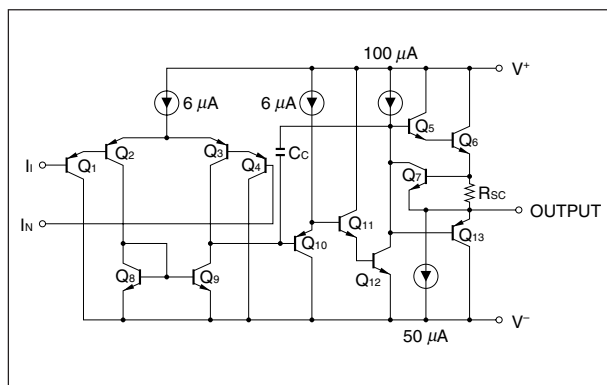 100 µA
V+
6 µA
6 µA
Q5
Q6
Q2
Q3
CC
II
Q1
Q4
Q7
RSC
OUTPUT
IN
Q11
Q10
Q13
Q8
Q9
Q12
50 µA
V−